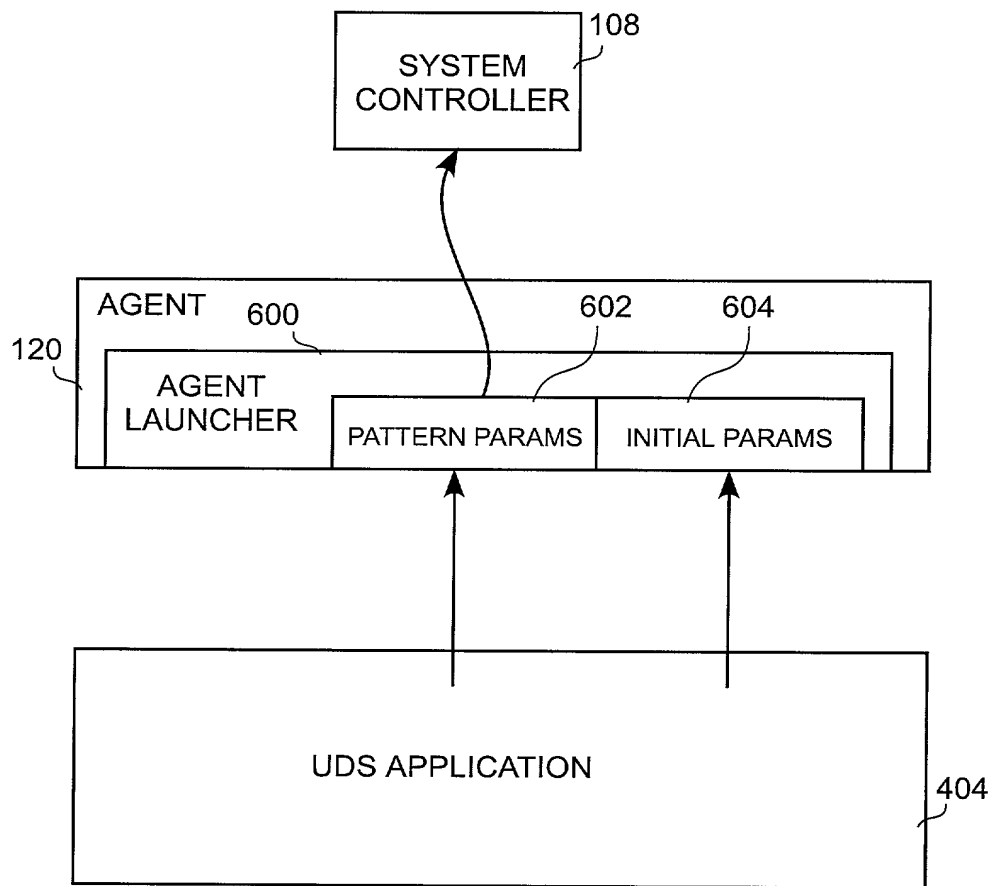 108
SYSTEM
CONTROLLER
AGENT
600
602
604
120
AGENT
LAUNCHER
PATTERN PARAMS
INITIAL PARAMS
UDS APPLICATION
404